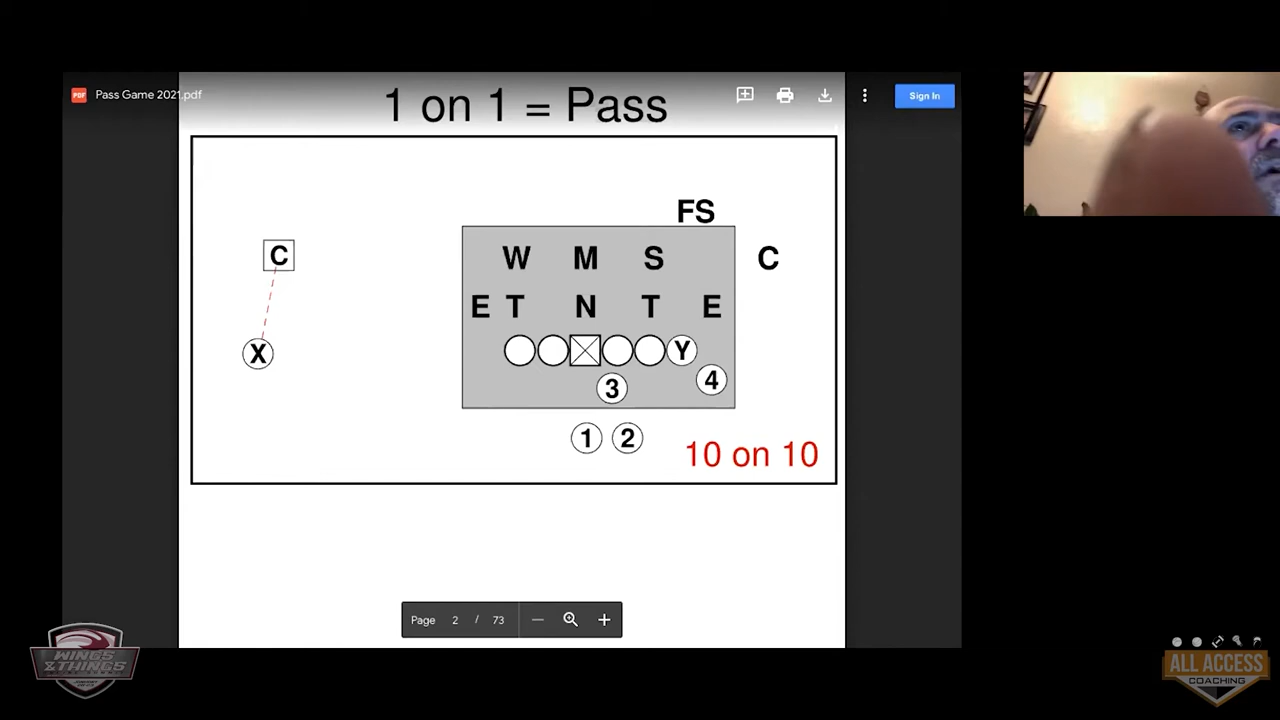 Pass Game 2021.pdf
Sign In
1 on 1 = Pass
FS
C W M S C
E T N T E
X Y
3 4
1 2
10 on 10
Page 2 / 73
WINGS
&THINGS
ALL ACCESS
COACHING